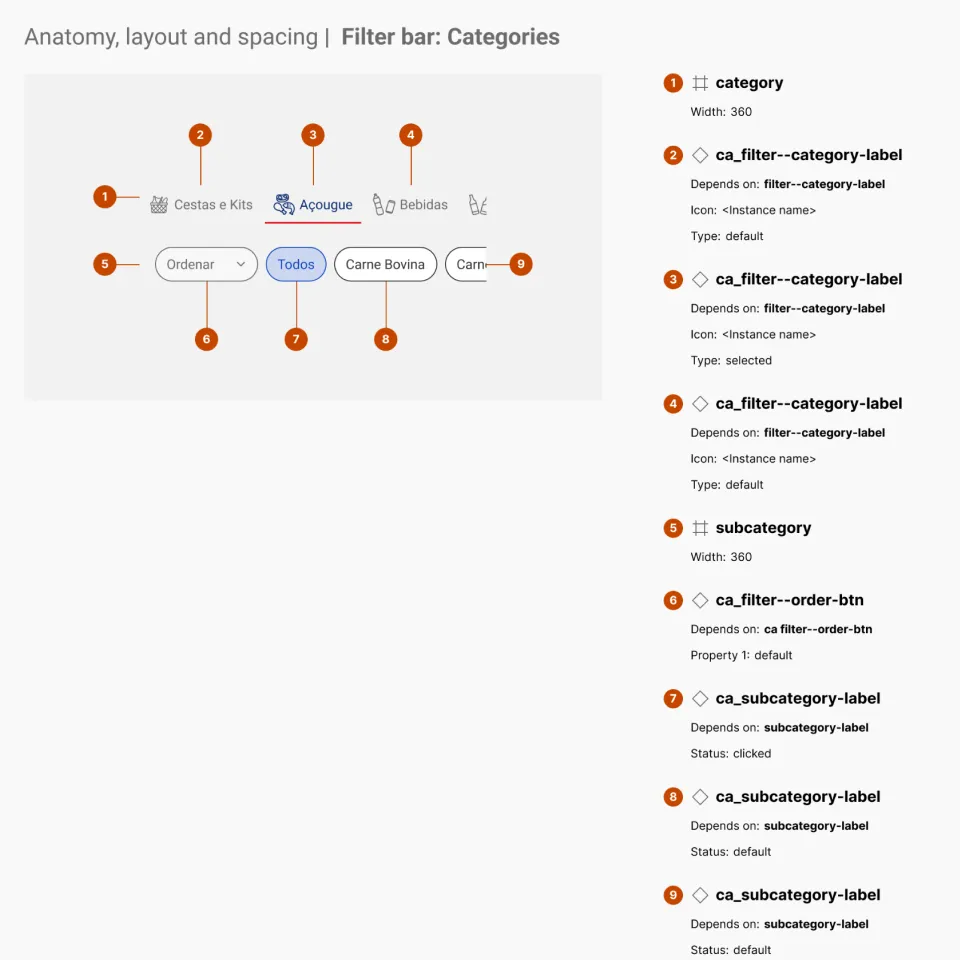 Anatomy, layout and spacing | Filter bar: Categories
2
3
4
1
Cestas e Kits
Açougue
Bebidas
5
Ordenar
Todos
Carne Bovina
Carn
9
6
7
8
1 category
Width: 360
2 ca_filter--category-label
Depends on: filter--category-label
Icon: <Instance name>
Type: default
3 ca_filter--category-label
Depends on: filter--category-label
Icon: <Instance name>
Type: selected
4 ca_filter--category-label
Depends on: filter--category-label
Icon: <Instance name>
Type: default
5 subcategory
Width: 360
6 ca_filter--order-btn
Depends on: ca filter--order-btn
Property 1: default
7 ca_subcategory-label
Depends on: subcategory-label
Status: clicked
8 ca_subcategory-label
Depends on: subcategory-label
Status: default
9 ca_subcategory-label
Depends on: subcategory-label
Status: default